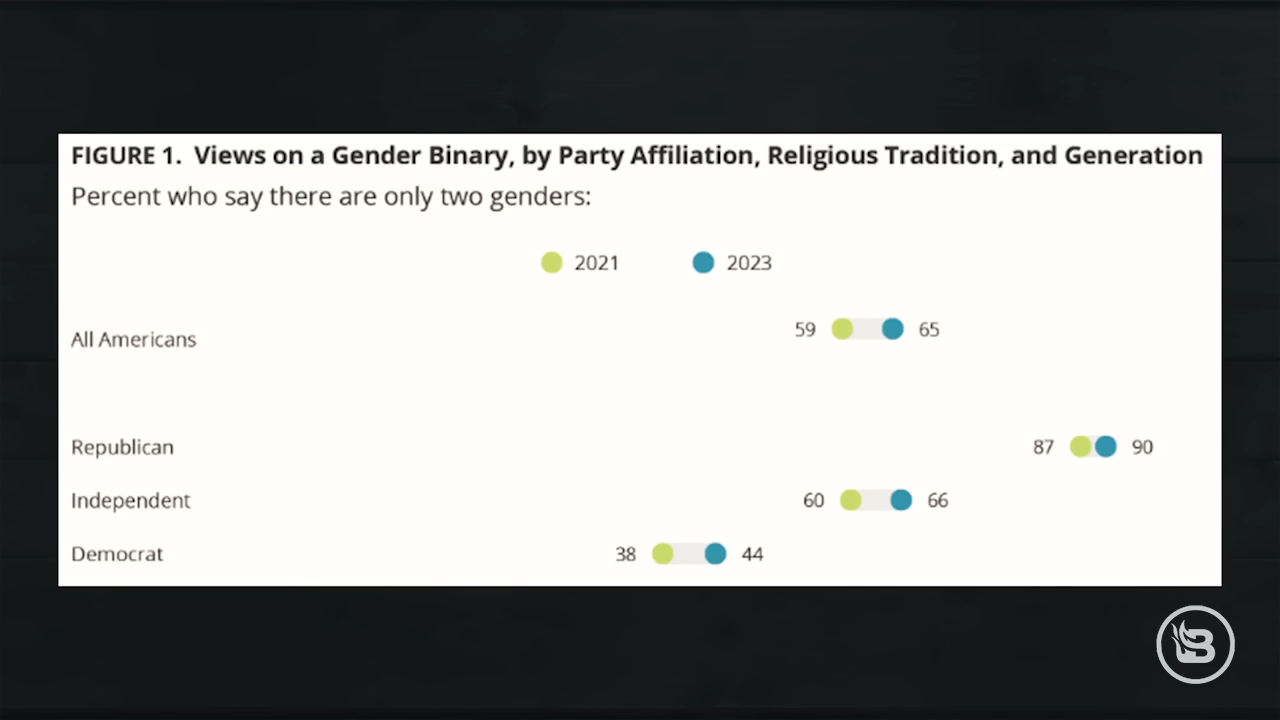 FIGURE 1.  Views on a Gender Binary, by Party Affiliation, Religious Tradition, and Generation
Percent who say there are only two genders:
2021 2023
All Americans 59 65
Republican 87 90
Independent 60 66
Democrat 38 44
B